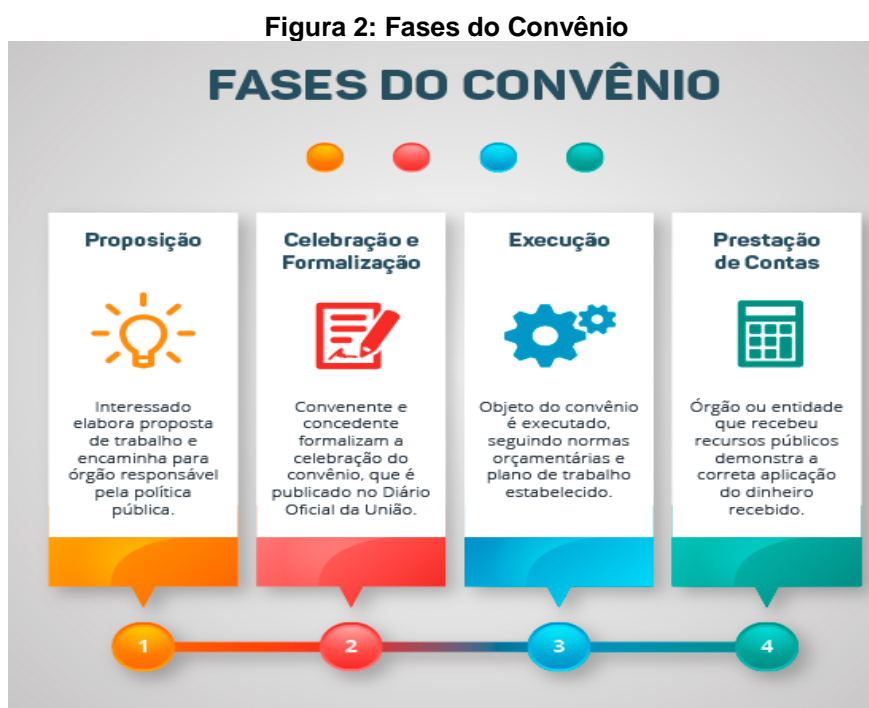 Figura 2: Fases do Convênio
FASES DO CONVÊNIO
Proposição
Interessado
elabora proposta
de trabalho e
encaminha para
órgão responsável
pela política
pública.
Celebração e
Formalização
Convenente e
concedente
formalizam a
celebração do
convênio, que é
publicado no Diário
Oficial da União.
Execução
Objeto do convênio
é executado,
seguindo normas
orçamentárias e
plano de trabalho
estabelecido.
Prestação
de Contas
Órgão ou entidade
que recebeu
recursos públicos
demonstra a
correta aplicação
do dinheiro
recebido.
1
2
3
4